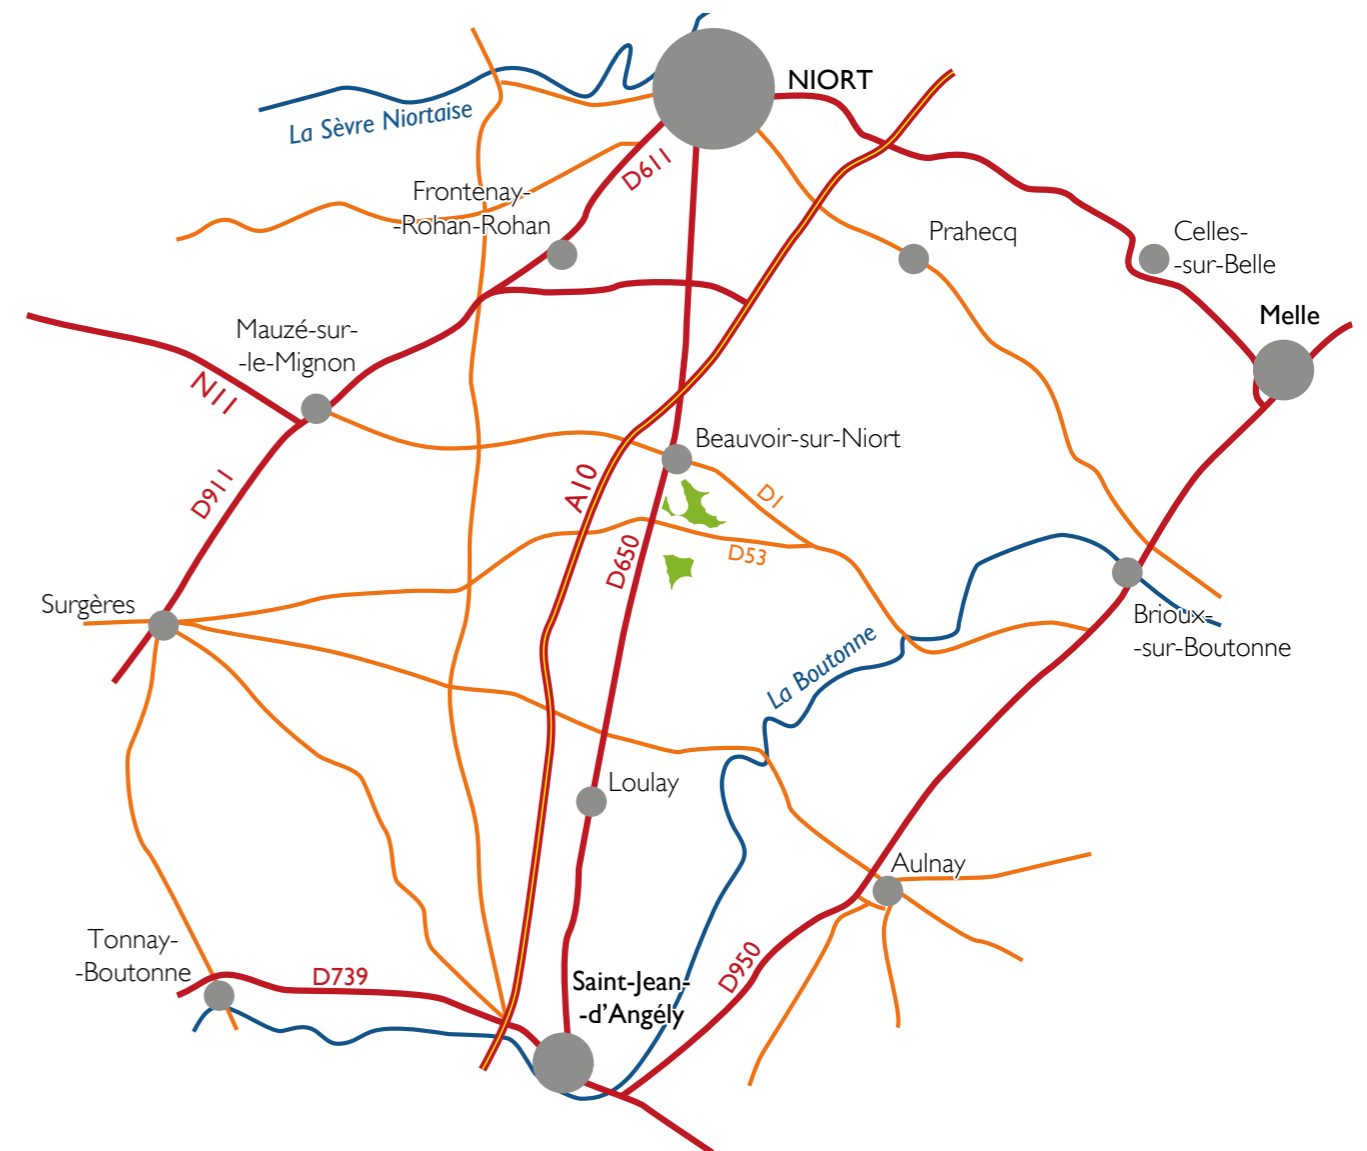 NIORT
La Sèvre Niortaise
D611
Frontenay-
-Rohan-Rohan
Prahecq
Celles-
-sur-Belle
Melle
Mauzé-sur-
-le-Mignon
N11
Beauvoir-sur-Niort
A10
D911
D1
D650
D53
Surgères
Brioux-
-sur-Boutonne
La Boutonne
Loulay
Aulnay
Tonnay-
-Boutonne
D739
D950
Saint-Jean-
-d'Angély